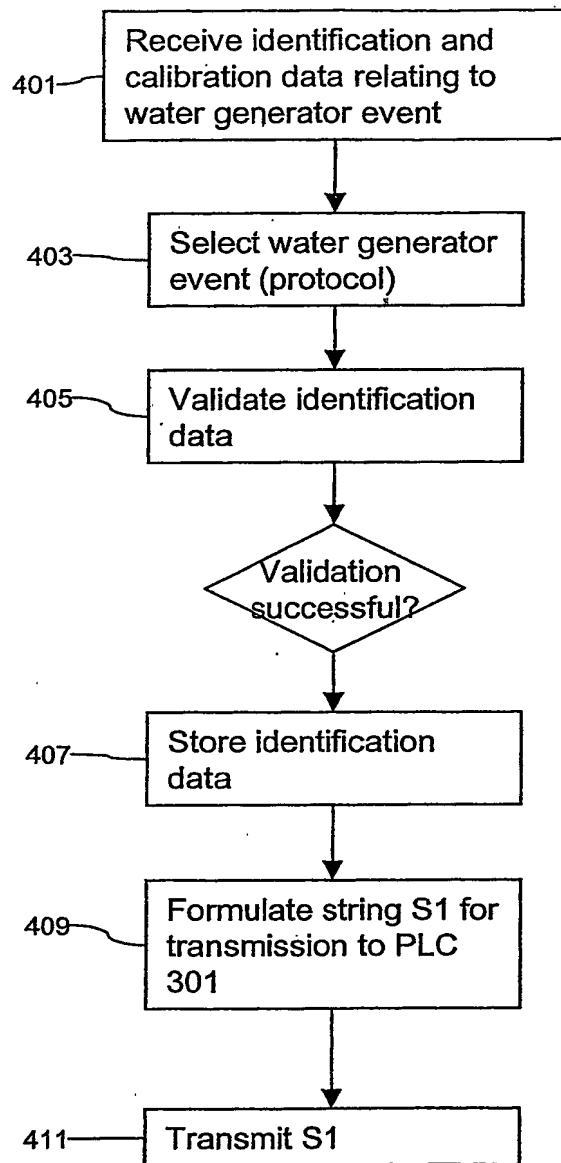 Receive identification and
401
calibration data relating to
water generator event
Select water generator
403
event (protocol)
405
Validate identification
data
Validation
successful?
Store identification
407
data
Formulate string S1 for
409
transmission to PLC
301
411
Transmit S1